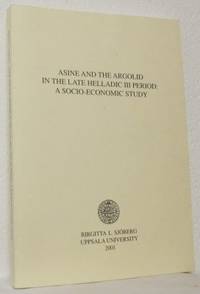 ASINE AND THE ARGOLID
IN THE LATE HELLADIC III PERIOD:
A SOCIO-ECONOMIC STUDY
BIRGITTA L. SJÖBERG
UPPSALA UNIVERSITY
2001